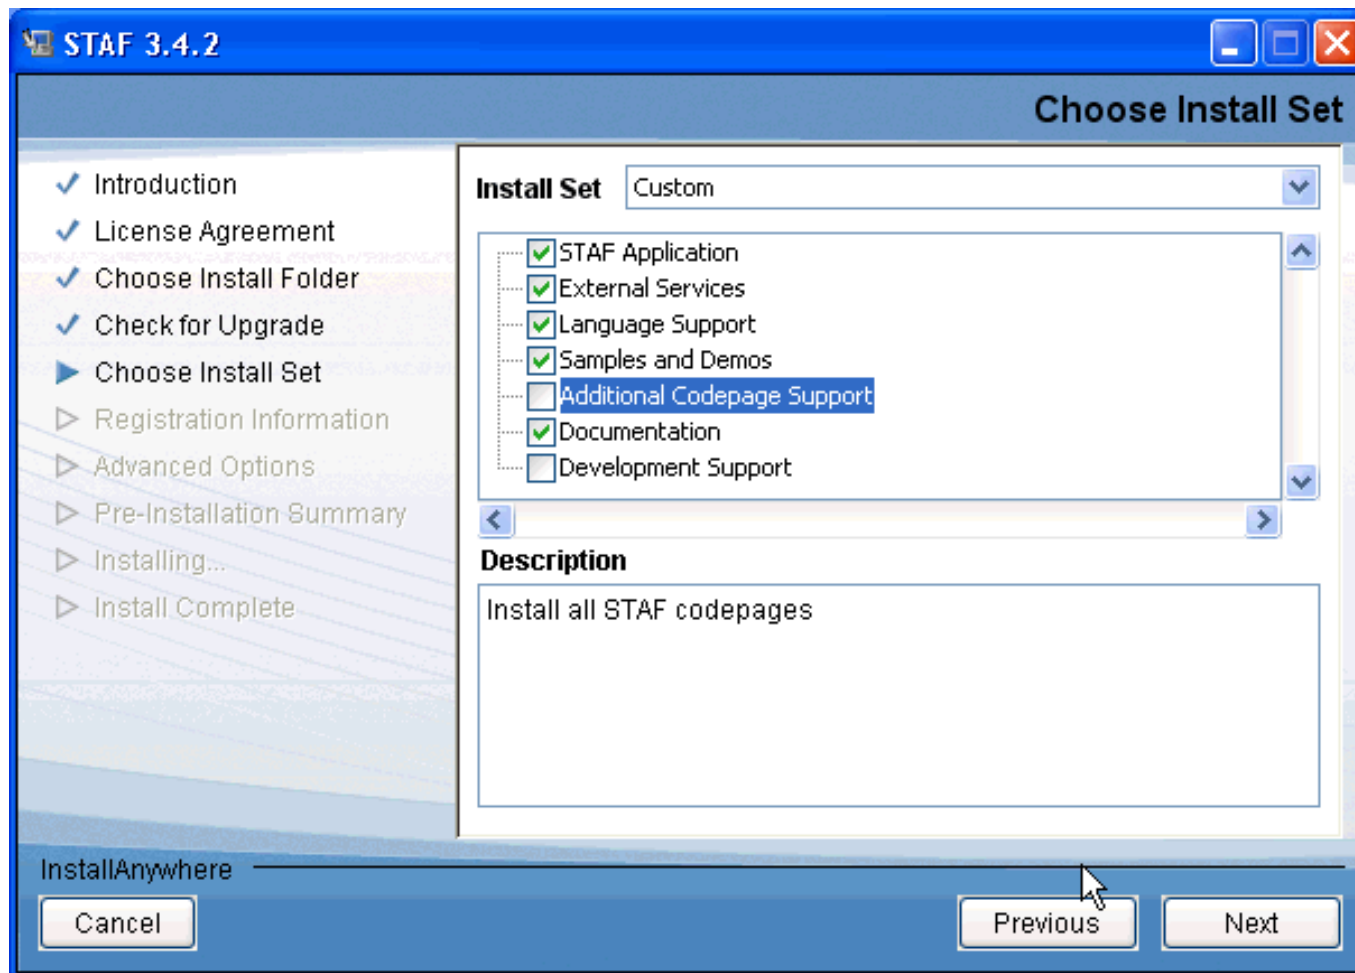 STAF 3.4.2
Choose Install Set
Introduction
License Agreement
Choose Install Folder
Check for Upgrade
Choose Install Set
Registration Information
Advanced Options
Pre-Installation Summary
Installing...
Install Complete
Install Set
Custom
STAF Application
External Services
Language Support
Samples and Demos
Additional Codepage Support
Documentation
Development Support
Description
Install all STAF codepages
InstallAnywhere
Cancel
Previous
Next